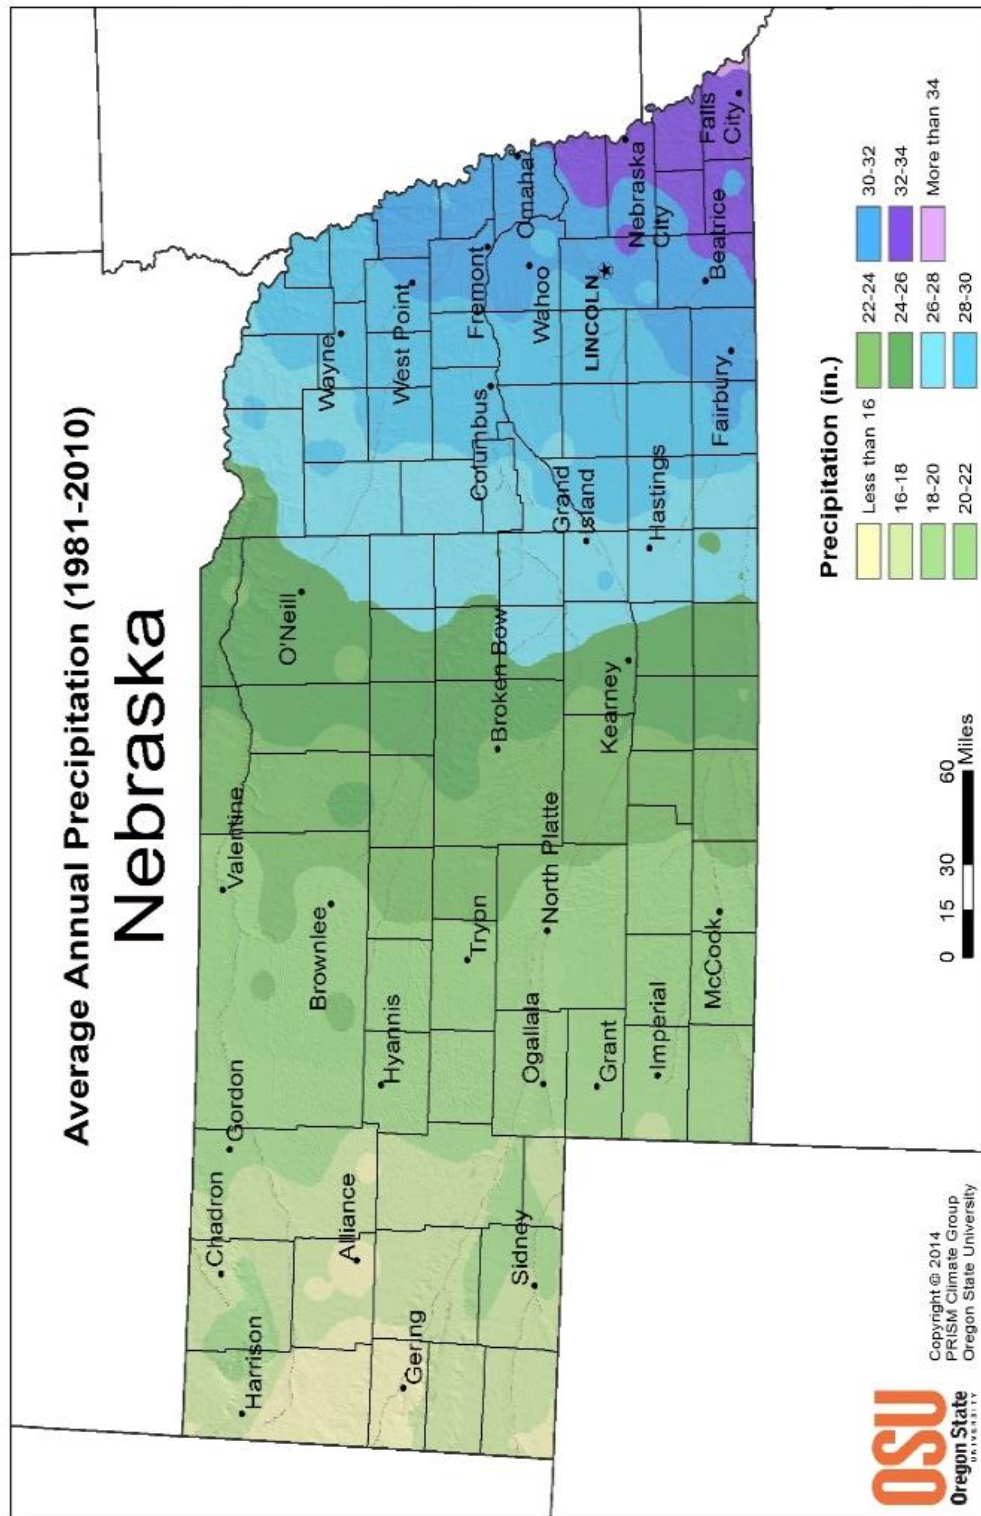 Average Annual Precipitation (1981-2010)
Nebraska
Harrison
Chadron
Gordon
Valentine
O'Neill
Alliance
Brownlee
Wayne
Gering
Hyannis
West Point
Tryon
Broken Bow
Columbus
Fremont
Omaha
Sidney
Ogallala
North Platte
Grand
Island
Wahoo
Grant
Kearney
LINCOLN
Imperial
Hastings
Nebraska
City
McCook
Fairbury
Beatrice
Falls
City
Precipitation (in.)
Less than 16
16-18
18-20
20-22
22-24
24-26
26-28
28-30
30-32
32-34
More than 34
0 15 30 60
Miles
OSU
Oregon State
UNIVERSITY
Copyright © 2014
PRISM Climate Group
Oregon State University